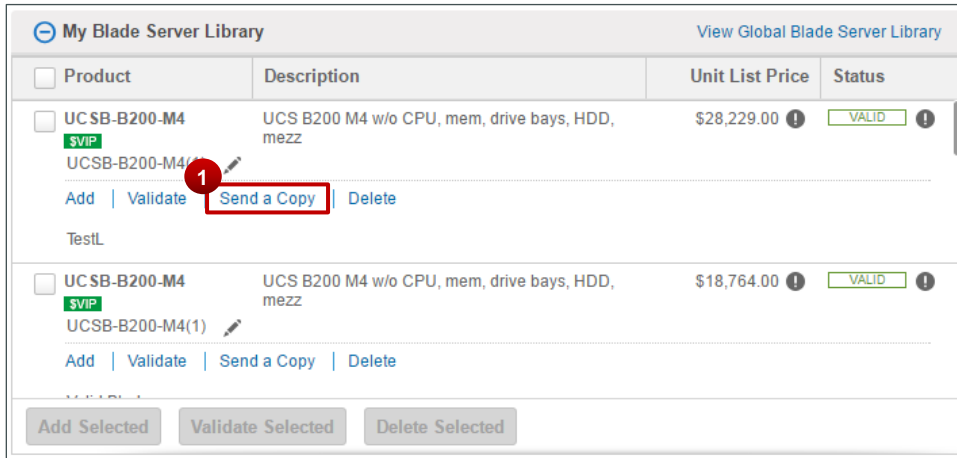 My Blade Server Library View Global Blade Server Library
Product Description Unit List Price Status
UCSB-B200-M4 UCS B200 M4 w/o CPU, mem, drive bays, HDD, $28,229.00 VALID
$VIP mezz
UCSB-B200-M4
1
Add | Validate | Send a Copy | Delete
TestL
UCSB-B200-M4 UCS B200 M4 w/o CPU, mem, drive bays, HDD, $18,764.00 VALID
$VIP mezz
UCSB-B200-M4(1)
Add | Validate | Send a Copy | Delete
Add Selected Validate Selected Delete Selected